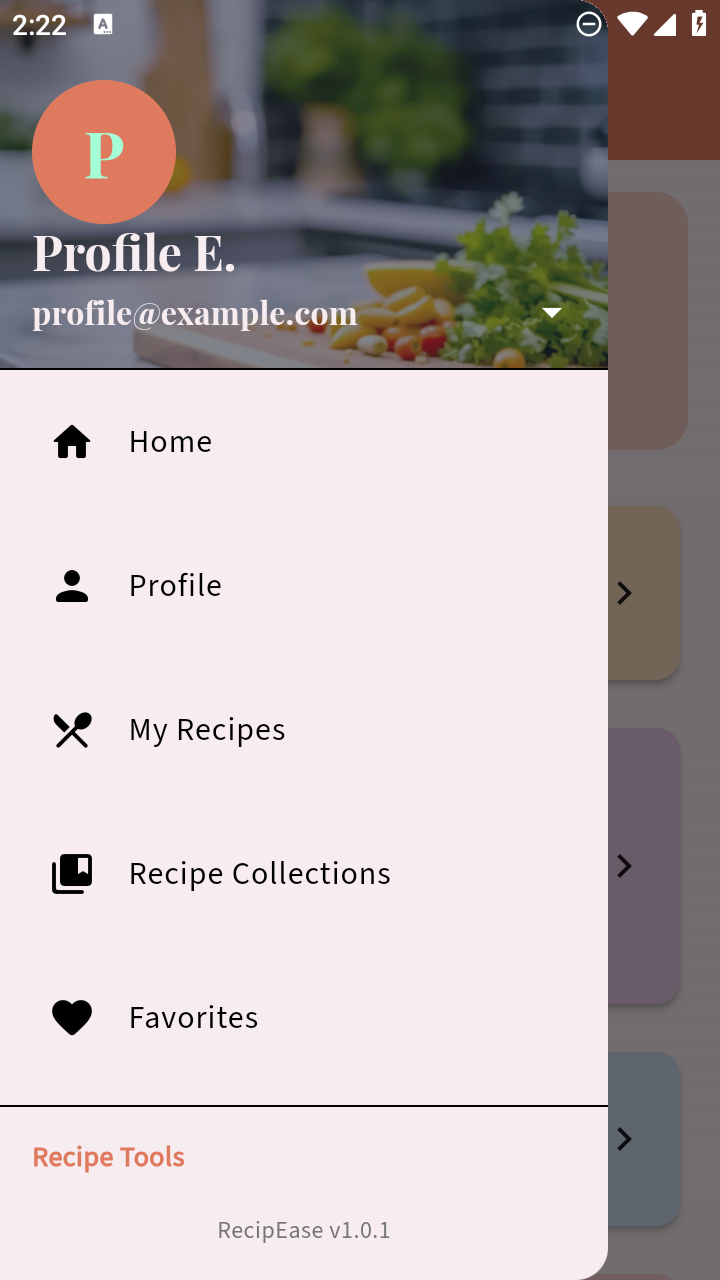 2:22
A
P
Profile E.
profile@example.com
Home
Profile
My Recipes
Recipe Collections
Favorites
Recipe Tools
RecipEase v1.0.1